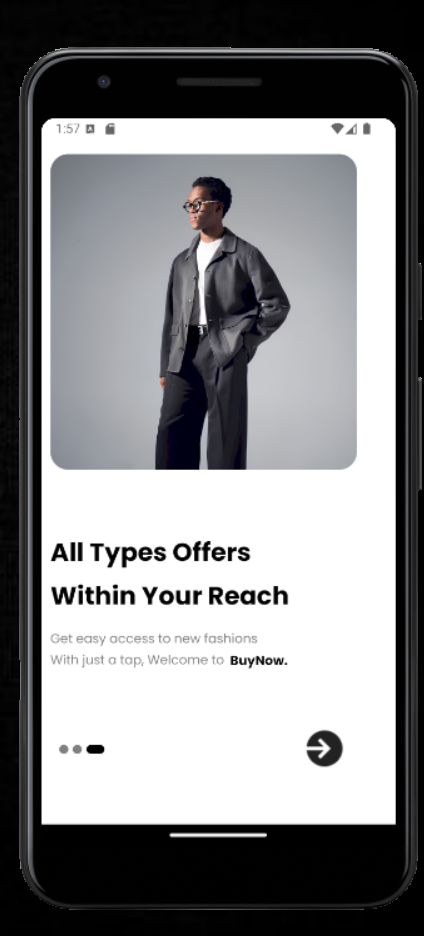 1:57
All Types Offers
Within Your Reach
Get easy access to new fashions
With just a tap, Welcome to BuyNow.